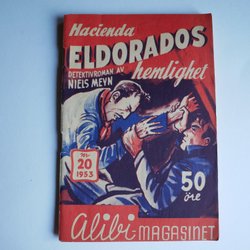 Hacienda
ELDORADOS
DETEKTIVROMAN AV
NIELS MEYN
hemlighet
Nr
20
1953
50
öre
Alibi-MAGASINET